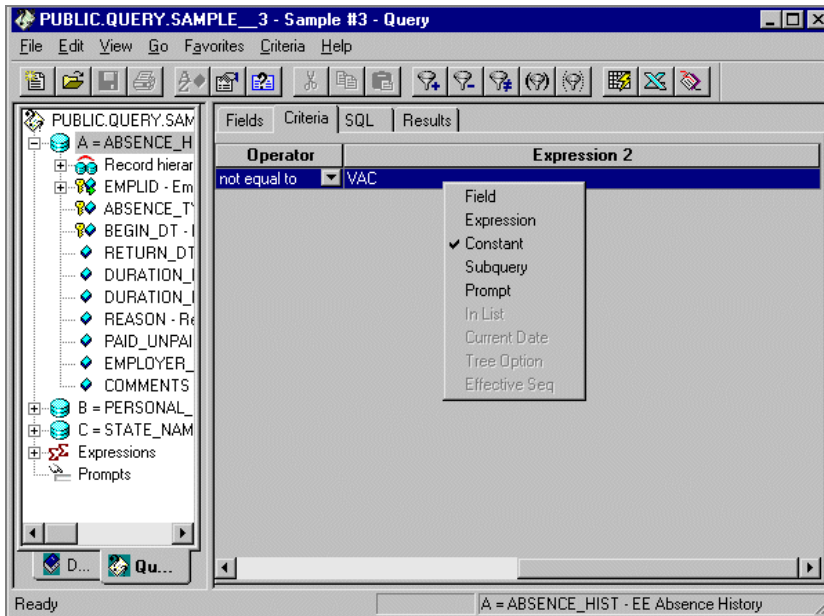 PUBLIC.QUERY.SAMPLE__3 - Sample #3 - Query
File Edit View Go Favorites Criteria Help
PUBLIC.QUERY.SAM
A = ABSENCE_H
Record hierar
EMPLID - Em
ABSENCE_TY
BEGIN_DT -
RETURN_DT
DURATION_
DURATION_
REASON - Re
PAID_UNPAI
EMPLOYER_
COMMENTS
B = PERSONAL_
C = STATE_NAM
Expressions
Prompts
D...
Qu...
Fields Criteria SQL Results
Operator Expression 2
not equal to VAC
Field
Expression
Constant
Subquery
Prompt
In List
Current Date
Tree Option
Effective Seq
Ready A = ABSENCE_HIST - EE Absence History